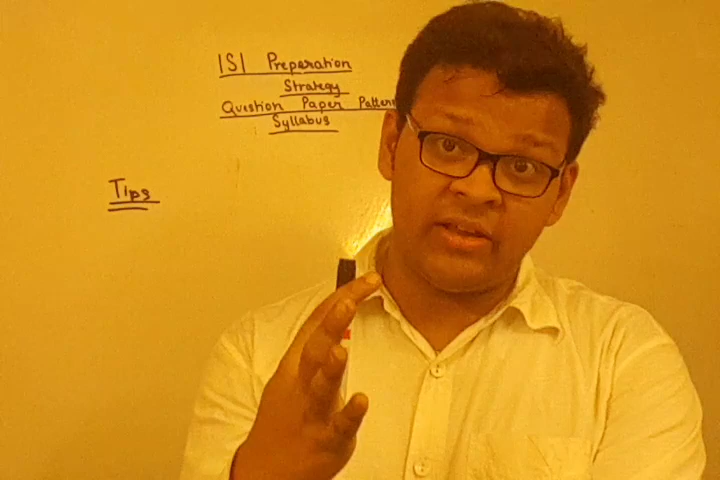 ISI Preparation
Strategy
Question Paper Pattern
Syllabus
Tips